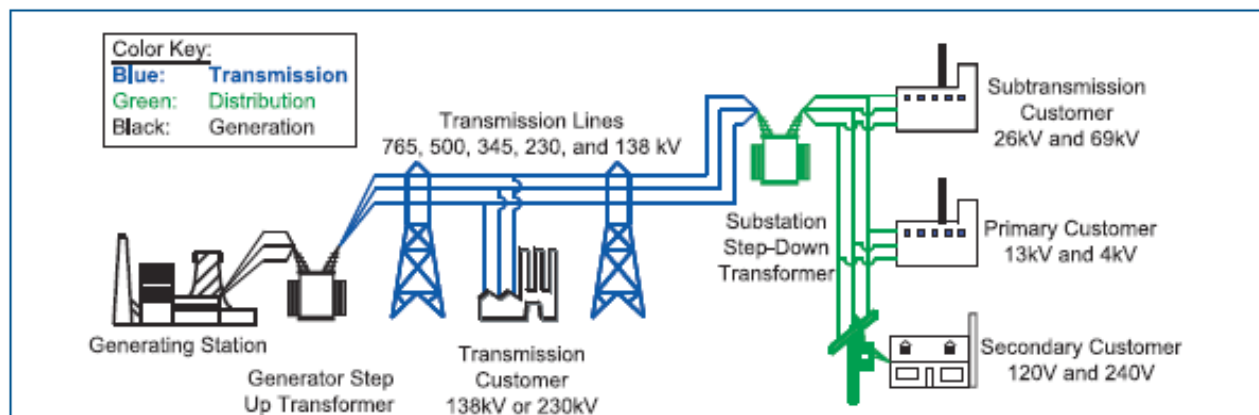 Color Key:
Blue: Transmission
Green: Distribution
Black: Generation
Transmission Lines
765, 500, 345, 230, and 138 kV
Subtransmission
Customer
26kV and 69kV
Substation
Step-Down
Transformer
Primary Customer
13kV and 4kV
Generating Station
Generator Step
Up Transformer
Transmission
Customer
138kV or 230kV
Secondary Customer
120V and 240V